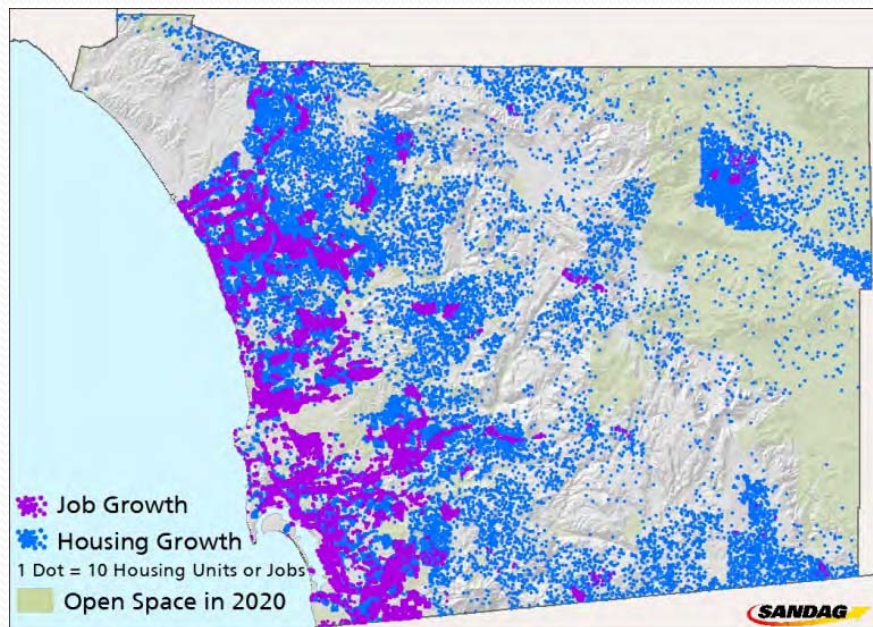 Job Growth
Housing Growth
1 Dot = 10 Housing Units or Jobs
Open Space in 2020
SANDAG